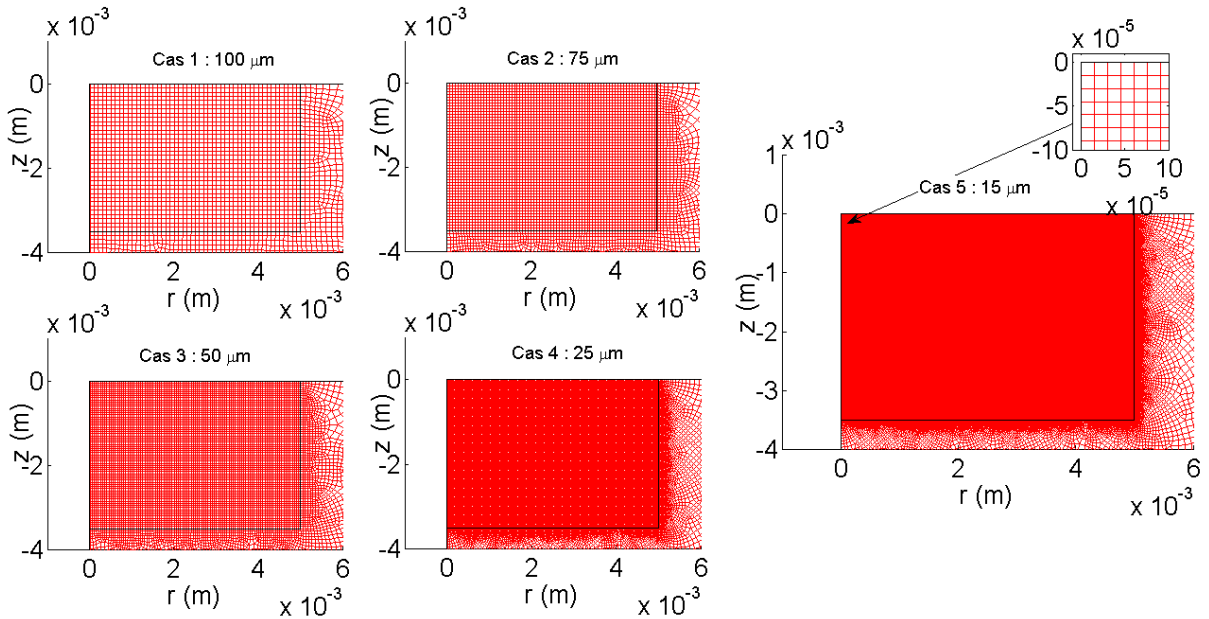 x 10⁻³
Cas 1 : 100 μm
0
-2
-4
z (m)
0 2 4 6
r (m)
x 10⁻³
x 10⁻³
Cas 2 : 75 μm
0
-2
-4
z (m)
0 2 4 6
r (m)
x 10⁻³
x 10⁻³
Cas 3 : 50 μm
0
-2
-4
z (m)
0 2 4 6
r (m)
x 10⁻³
x 10⁻³
Cas 4 : 25 μm
0
-2
-4
z (m)
0 2 4 6
r (m)
x 10⁻³
x 10⁻⁵
0
-5
-10
0 5 10
x 10⁻⁵
x 10⁻³
Cas 5 : 15 μm
1
0
-1
-2
-3
-4
z (m)
0 2 4 6
r (m)
x 10⁻³